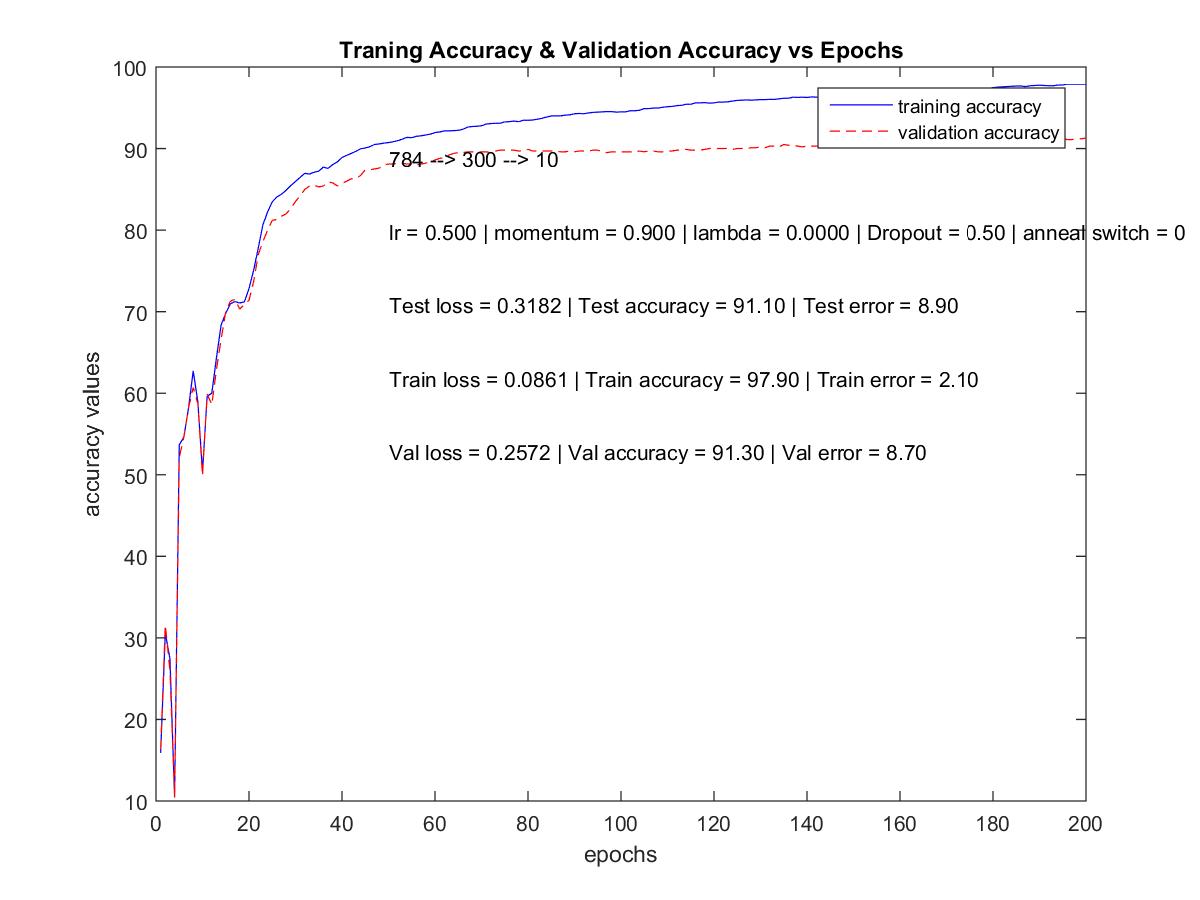 Traning Accuracy & Validation Accuracy vs Epochs
100
90
80
70
60
50
40
30
20
10
accuracy values
training accuracy
validation accuracy
784 --> 300 --> 10
lr = 0.500 | momentum = 0.900 | lambda = 0.0000 | Dropout = 0.50 | anneal switch = 0
Test loss = 0.3182 | Test accuracy = 91.10 | Test error = 8.90
Train loss = 0.0861 | Train accuracy = 97.90 | Train error = 2.10
Val loss = 0.2572 | Val accuracy = 91.30 | Val error = 8.70
0 20 40 60 80 100 120 140 160 180 200
epochs